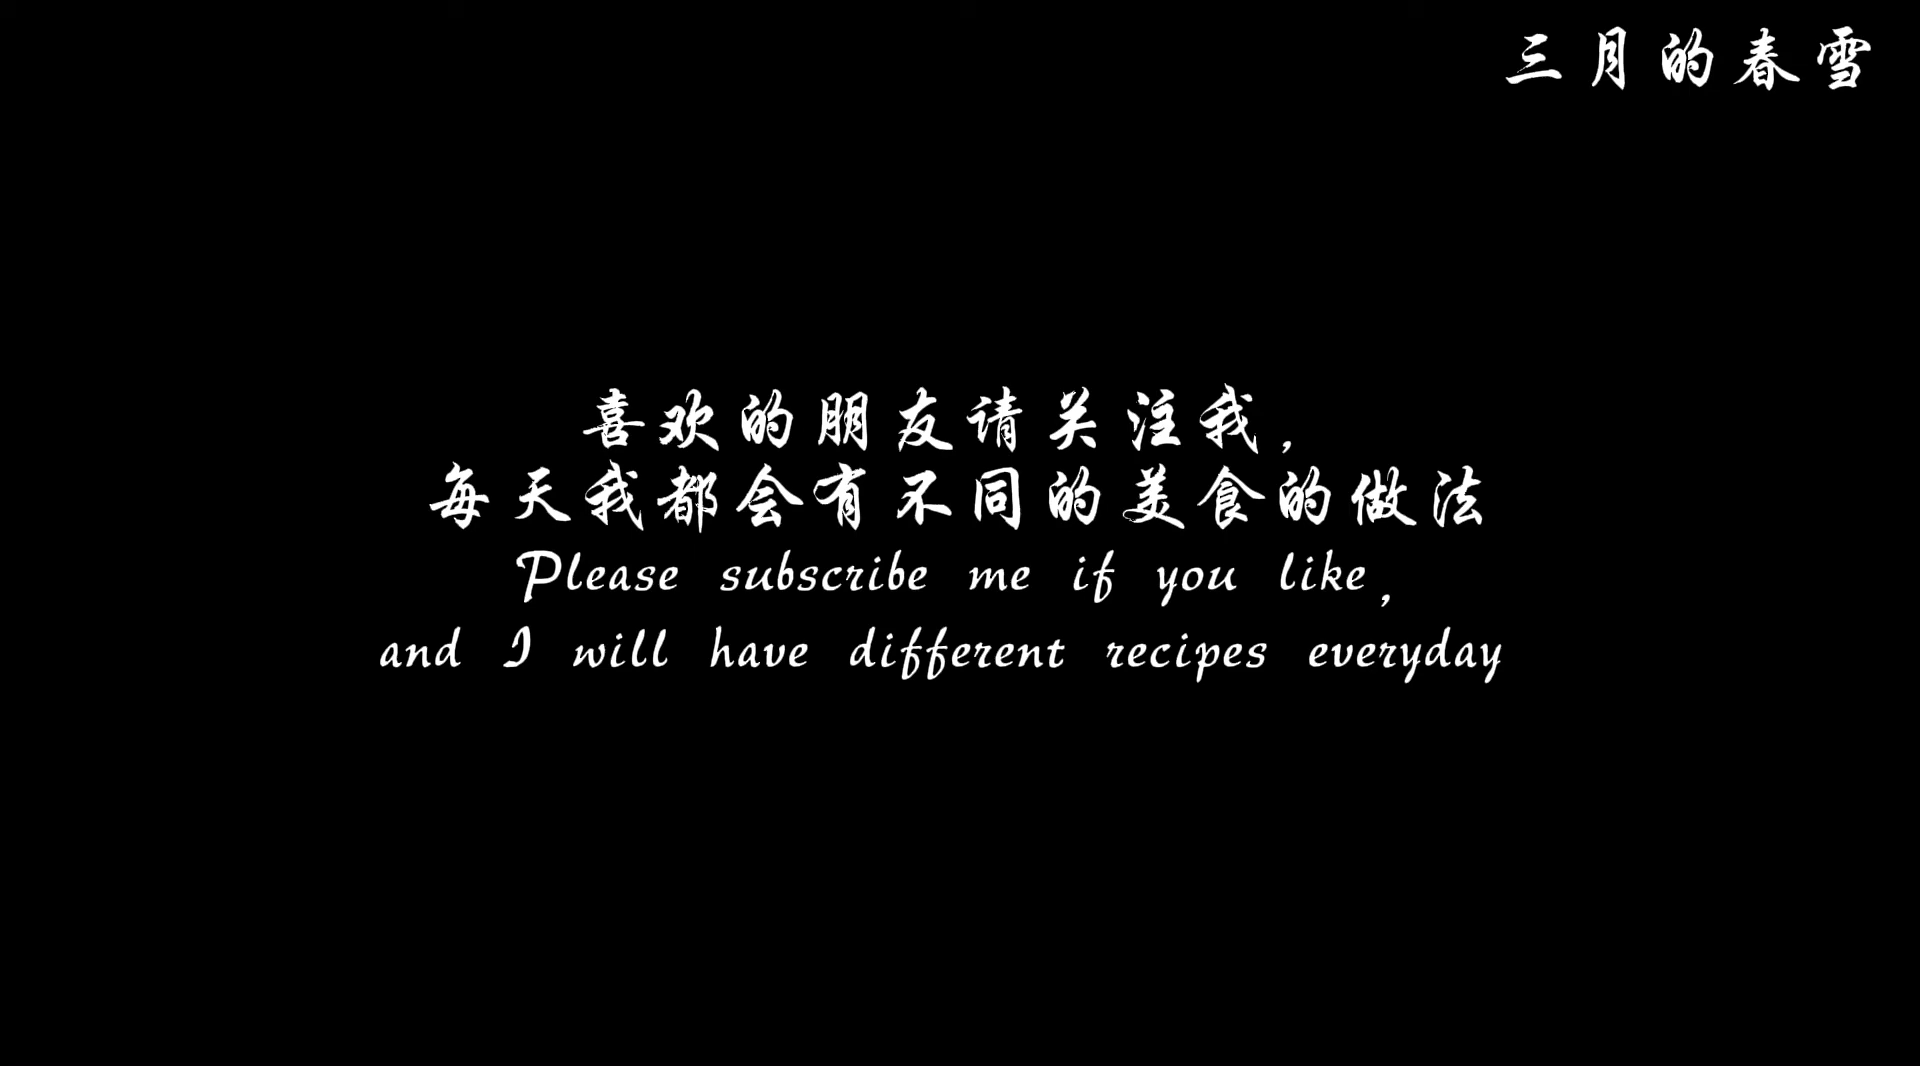 三月的春雪
喜欢的朋友请关注我,
每天我都会有不同的美食的做法
Please subscribe me if you like,
and I will have different recipes everyday